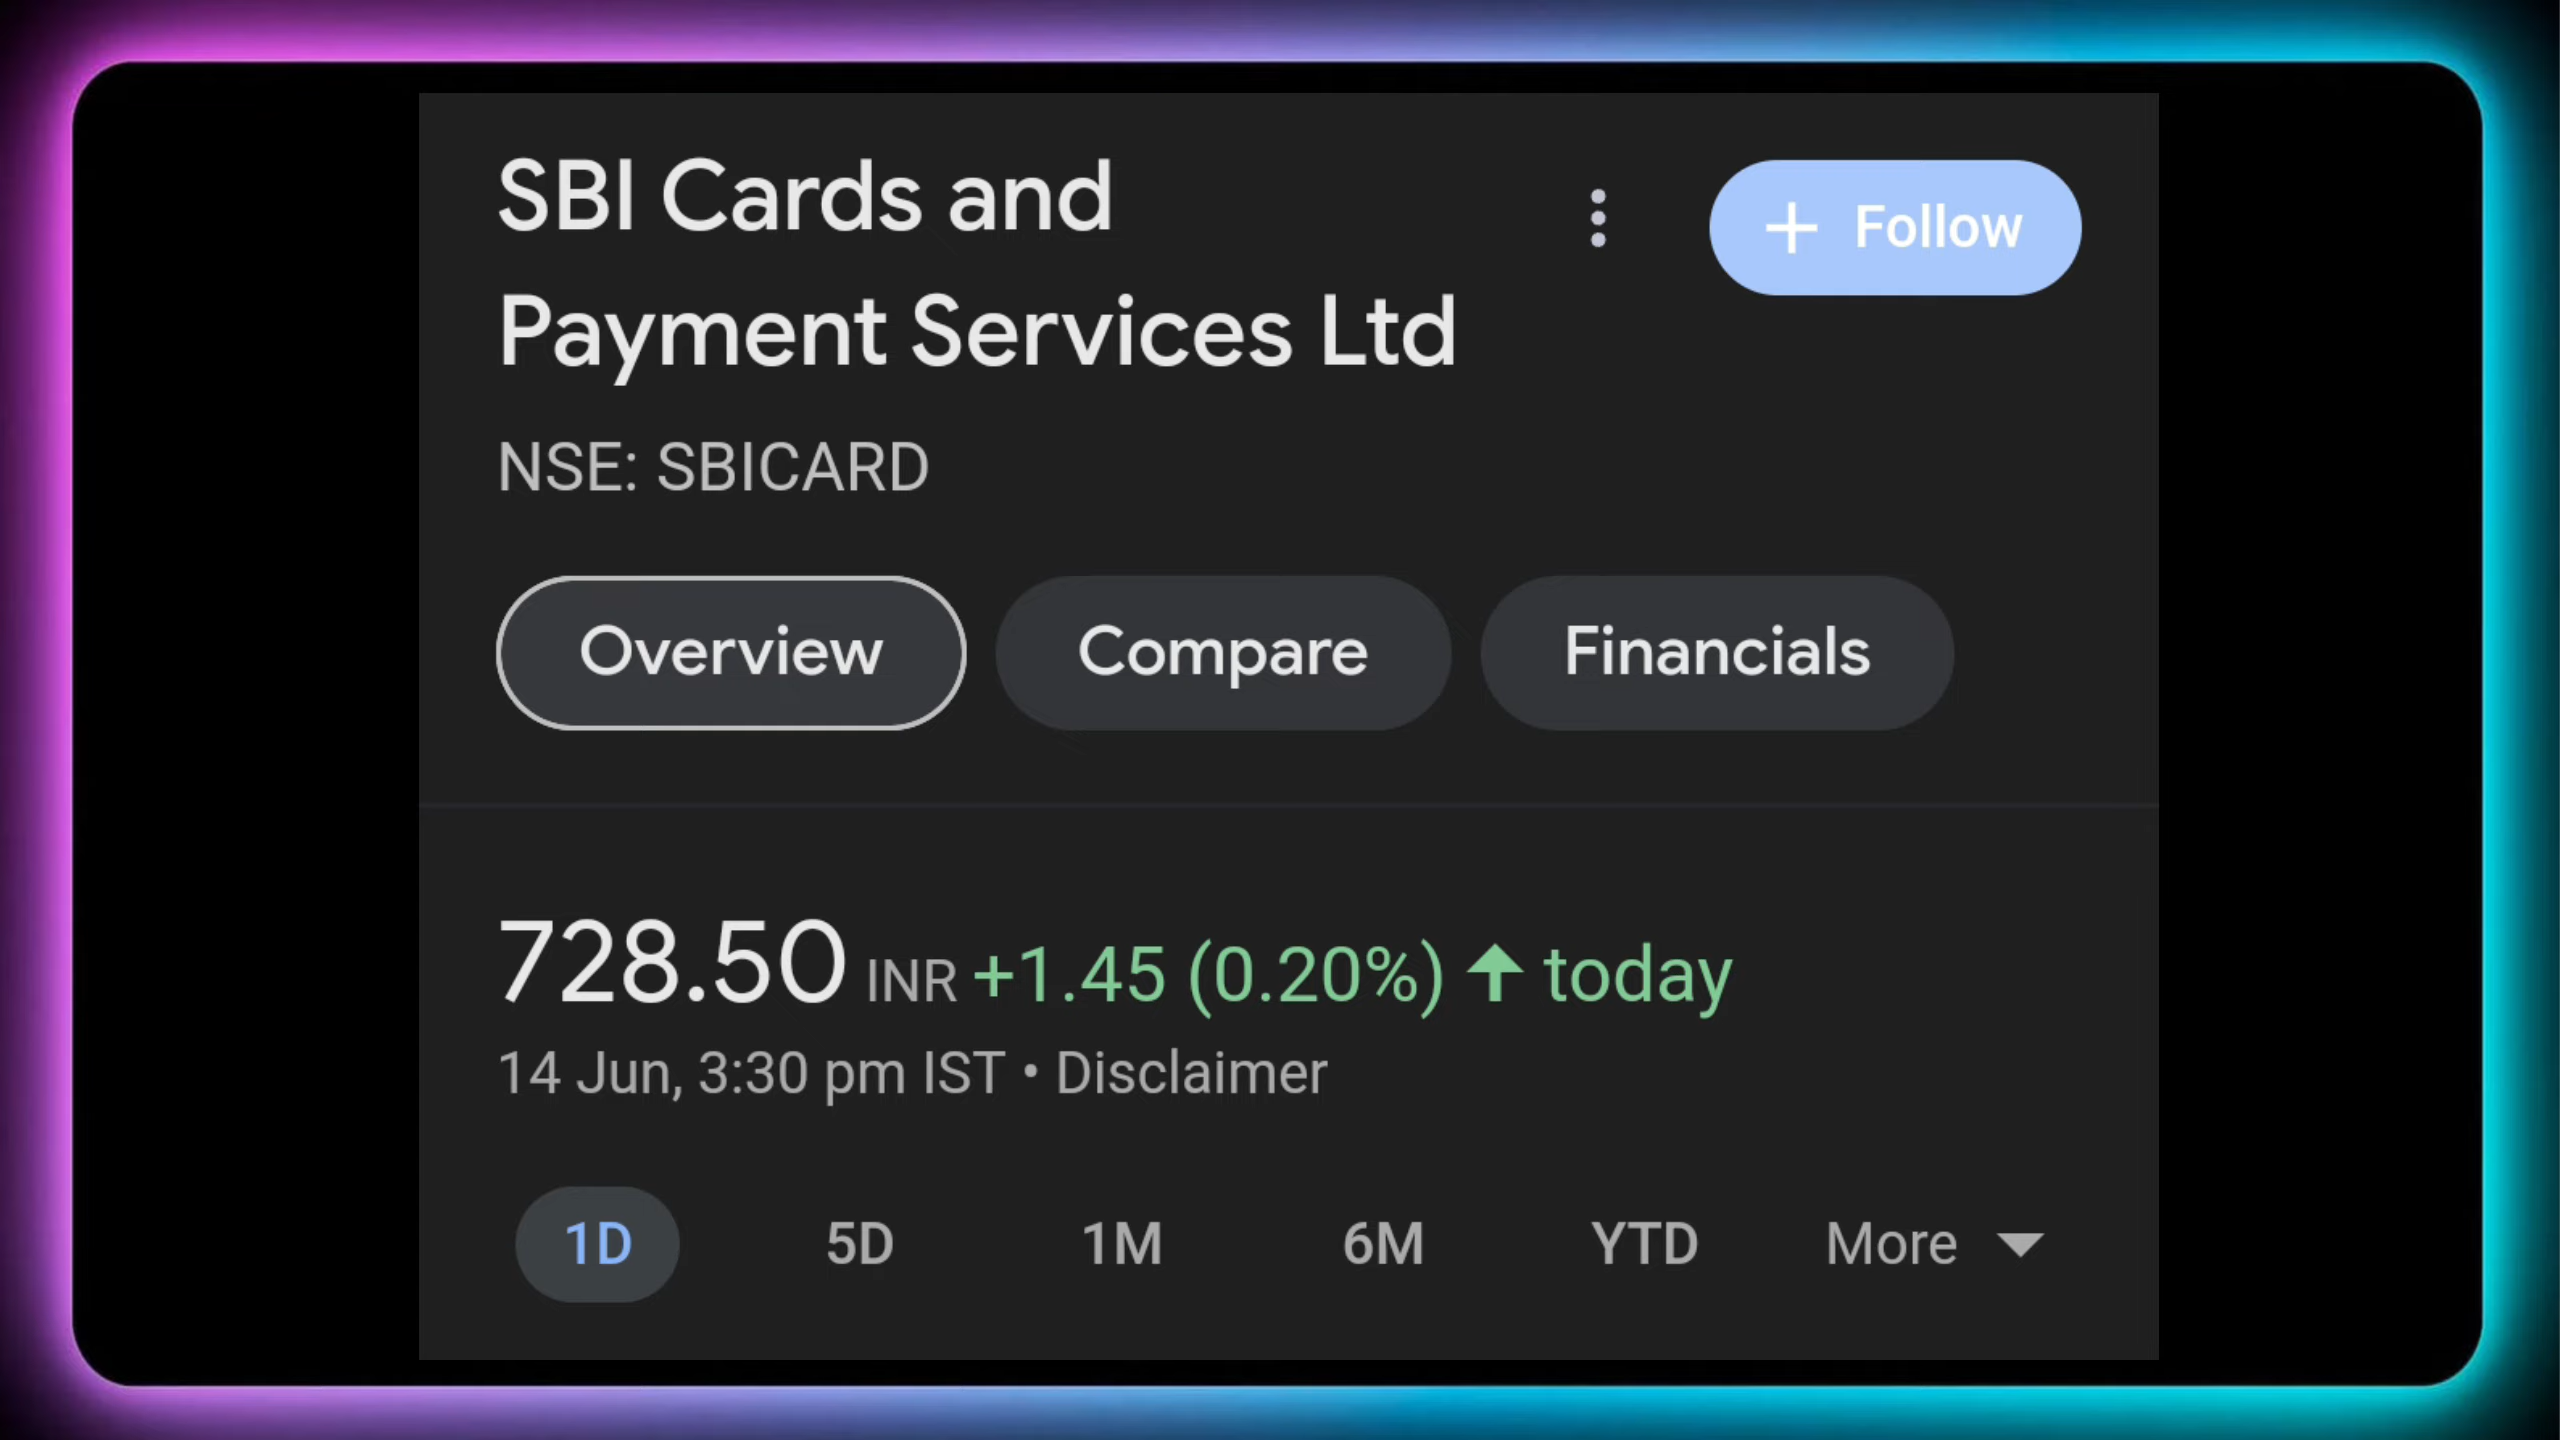 SBI Cards and
Payment Services Ltd
+ Follow
NSE: SBICARD
Overview Compare Financials
728.50 INR +1.45 (0.20%) ↑ today
14 Jun, 3:30 pm IST • Disclaimer
1D 5D 1M 6M YTD More